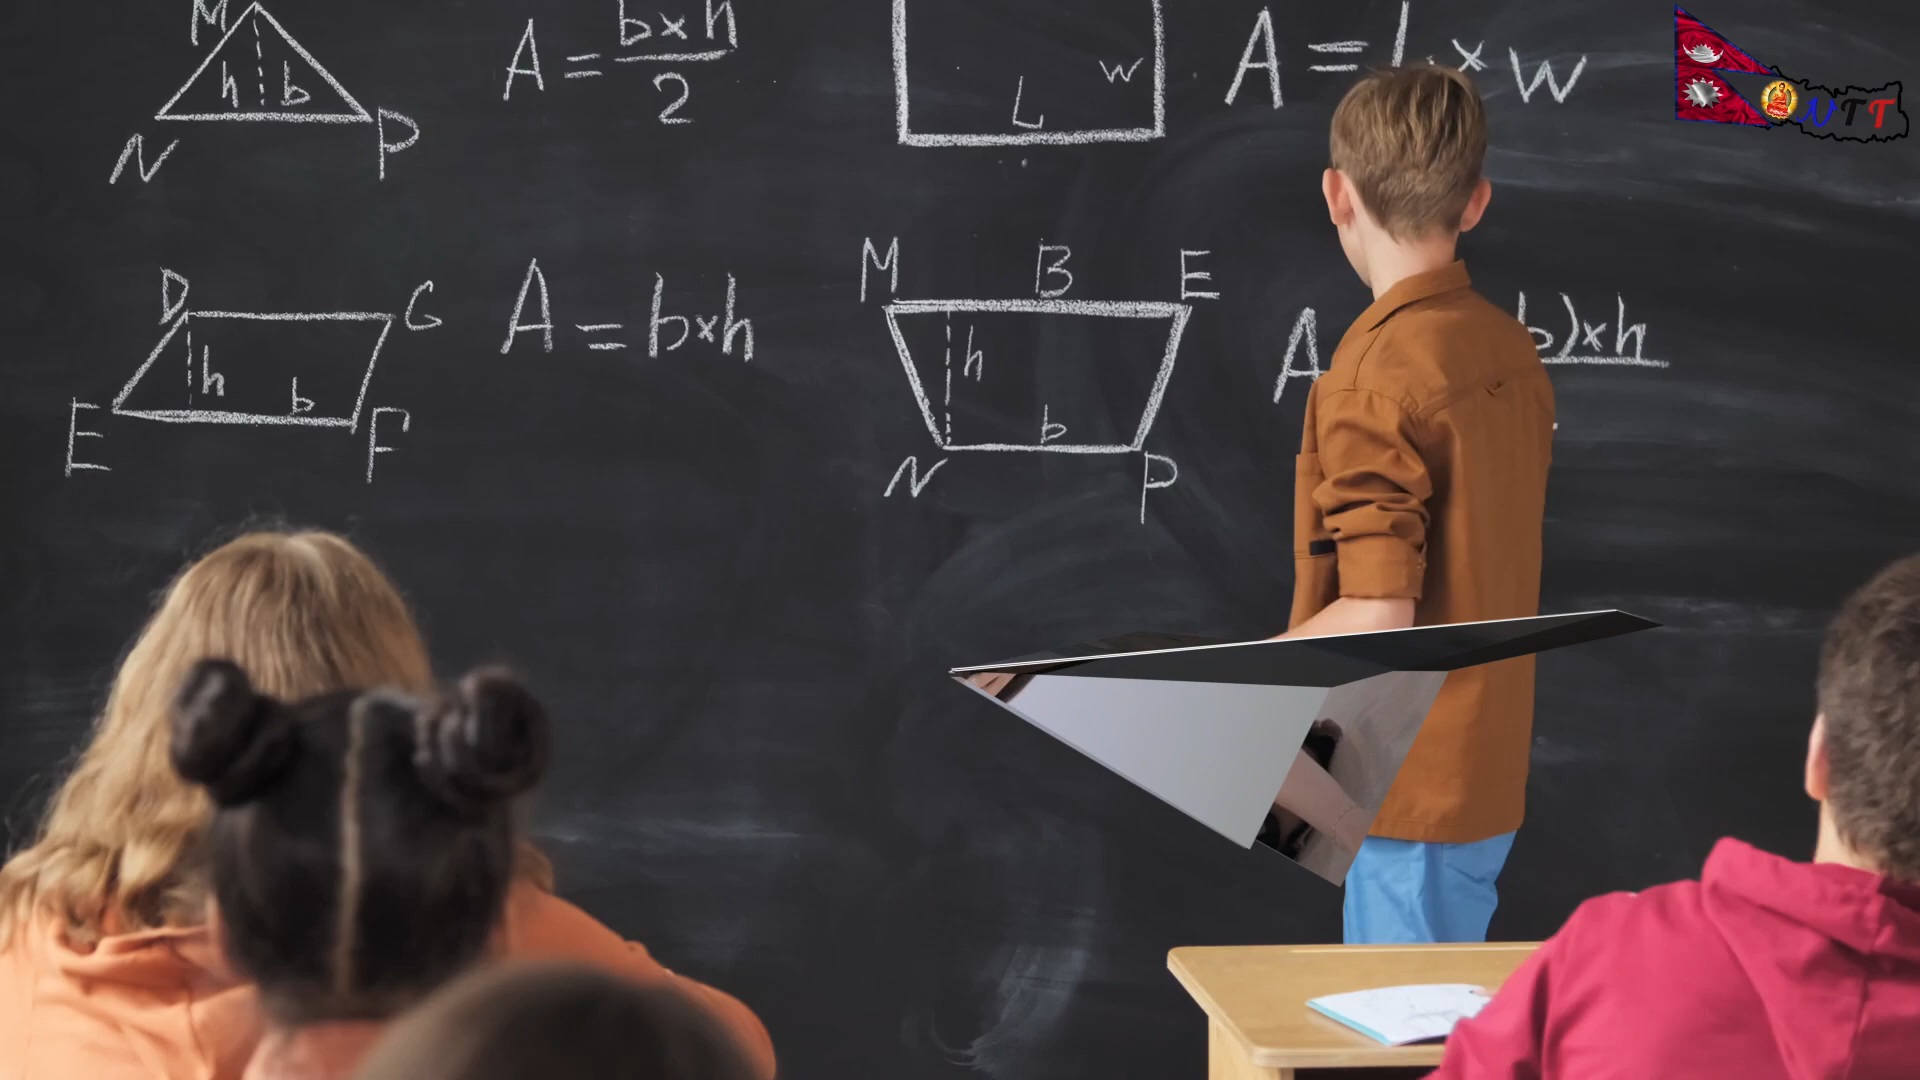 M
h b
N P
A = b×h
2
L w
A = L × W
D G
h b
E F
A = b×h
M B E
h
b
N P
A b)×h
NTT